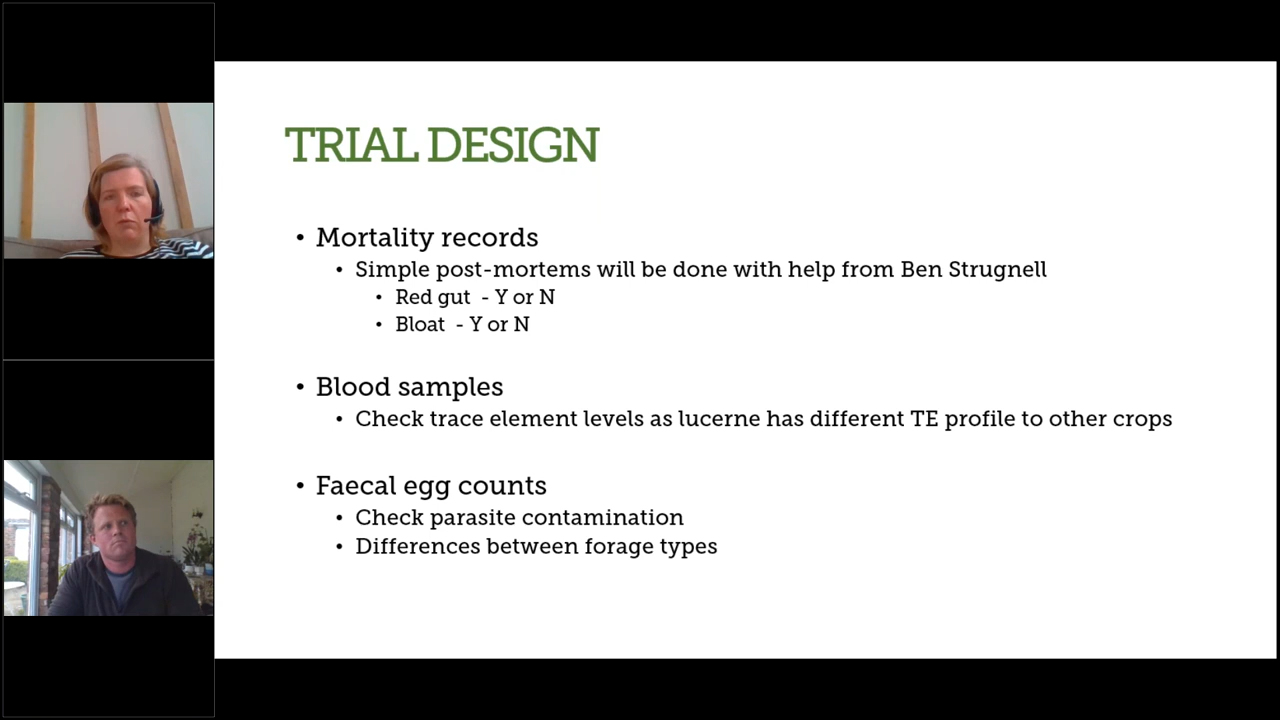 TRIAL DESIGN
• Mortality records
• Simple post-mortems will be done with help from Ben Strugnell
• Red gut - Y or N
• Bloat - Y or N
• Blood samples
• Check trace element levels as lucerne has different TE profile to other crops
• Faecal egg counts
• Check parasite contamination
• Differences between forage types